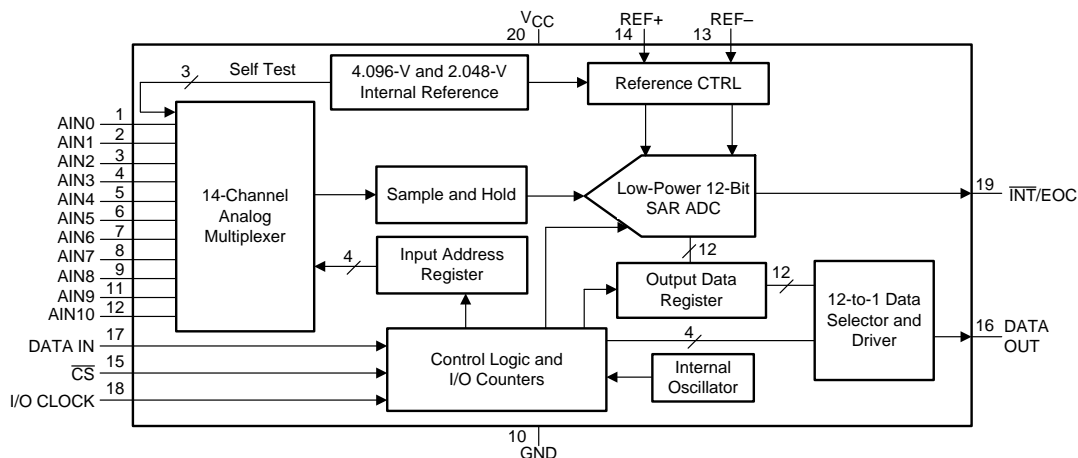 VCC
20
REF+
14
REF–
13
3
Self Test
4.096-V and 2.048-V
Internal Reference
Reference CTRL
AIN0 1
AIN1 2
AIN2 3
AIN3 4
AIN4 5
AIN5 6
AIN6 7
AIN7 8
AIN8 9
AIN9 11
AIN10 12
14-Channel
Analog
Multiplexer
Sample and Hold
Low-Power 12-Bit
SAR ADC
19
INT/EOC
4
Input Address
Register
12
Output Data
Register
12
12-to-1 Data
Selector and
Driver
16 DATA
OUT
DATA IN 17
CS 15
I/O CLOCK 18
Control Logic and
I/O Counters
4
Internal
Oscillator
10
GND